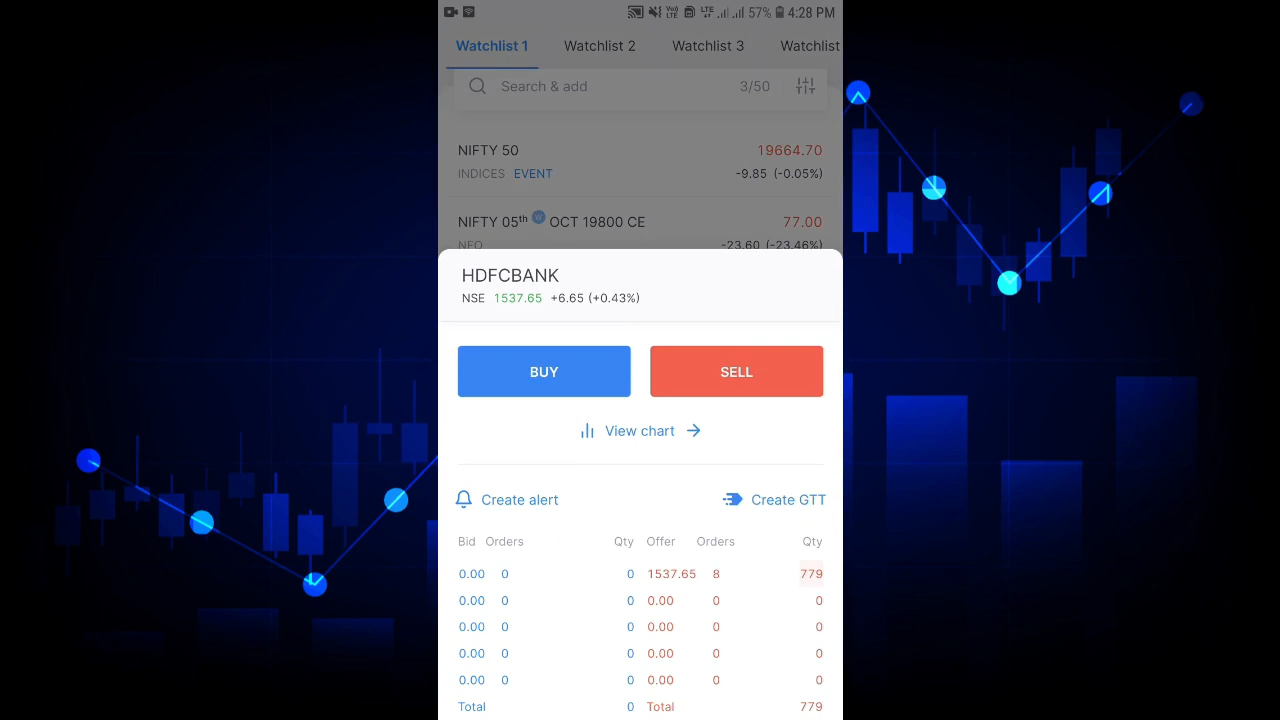 57% 4:28 PM
Watchlist 1 Watchlist 2 Watchlist 3 Watchlist
Search & add 3/50
NIFTY 50 19664.70
INDICES EVENT -9.85 (-0.05%)
NIFTY 05th OCT 19800 CE 77.00
NFO -23.60 (-23.46%)
HDFCBANK
NSE 1537.65 +6.65 (+0.43%)
BUY SELL
View chart
Create alert Create GTT
Bid Orders Qty Offer Orders Qty
0.00 0 0 1537.65 8 779
0.00 0 0 0.00 0 0
0.00 0 0 0.00 0 0
0.00 0 0 0.00 0 0
0.00 0 0 0.00 0 0
Total 0 Total 779